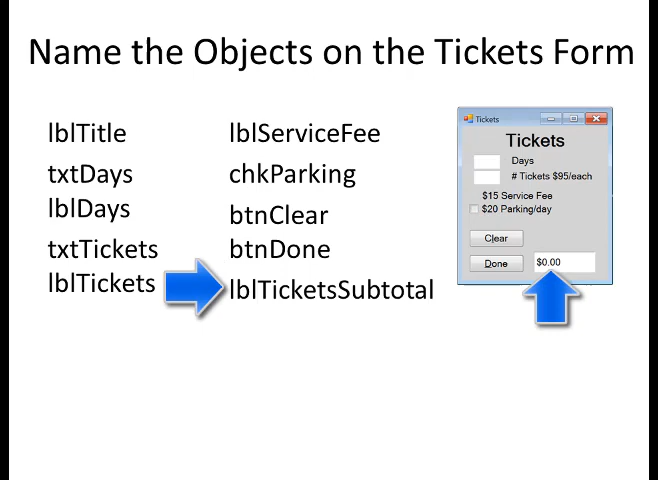 Name the Objects on the Tickets Form
lblTitle
txtDays
lblDays
txtTickets
lblTickets
lblServiceFee
chkParking
btnClear
btnDone
lblTicketsSubtotal
Tickets
Tickets
Days
# Tickets $95/each
$15 Service Fee
$20 Parking/day
Clear
Done
$0.00